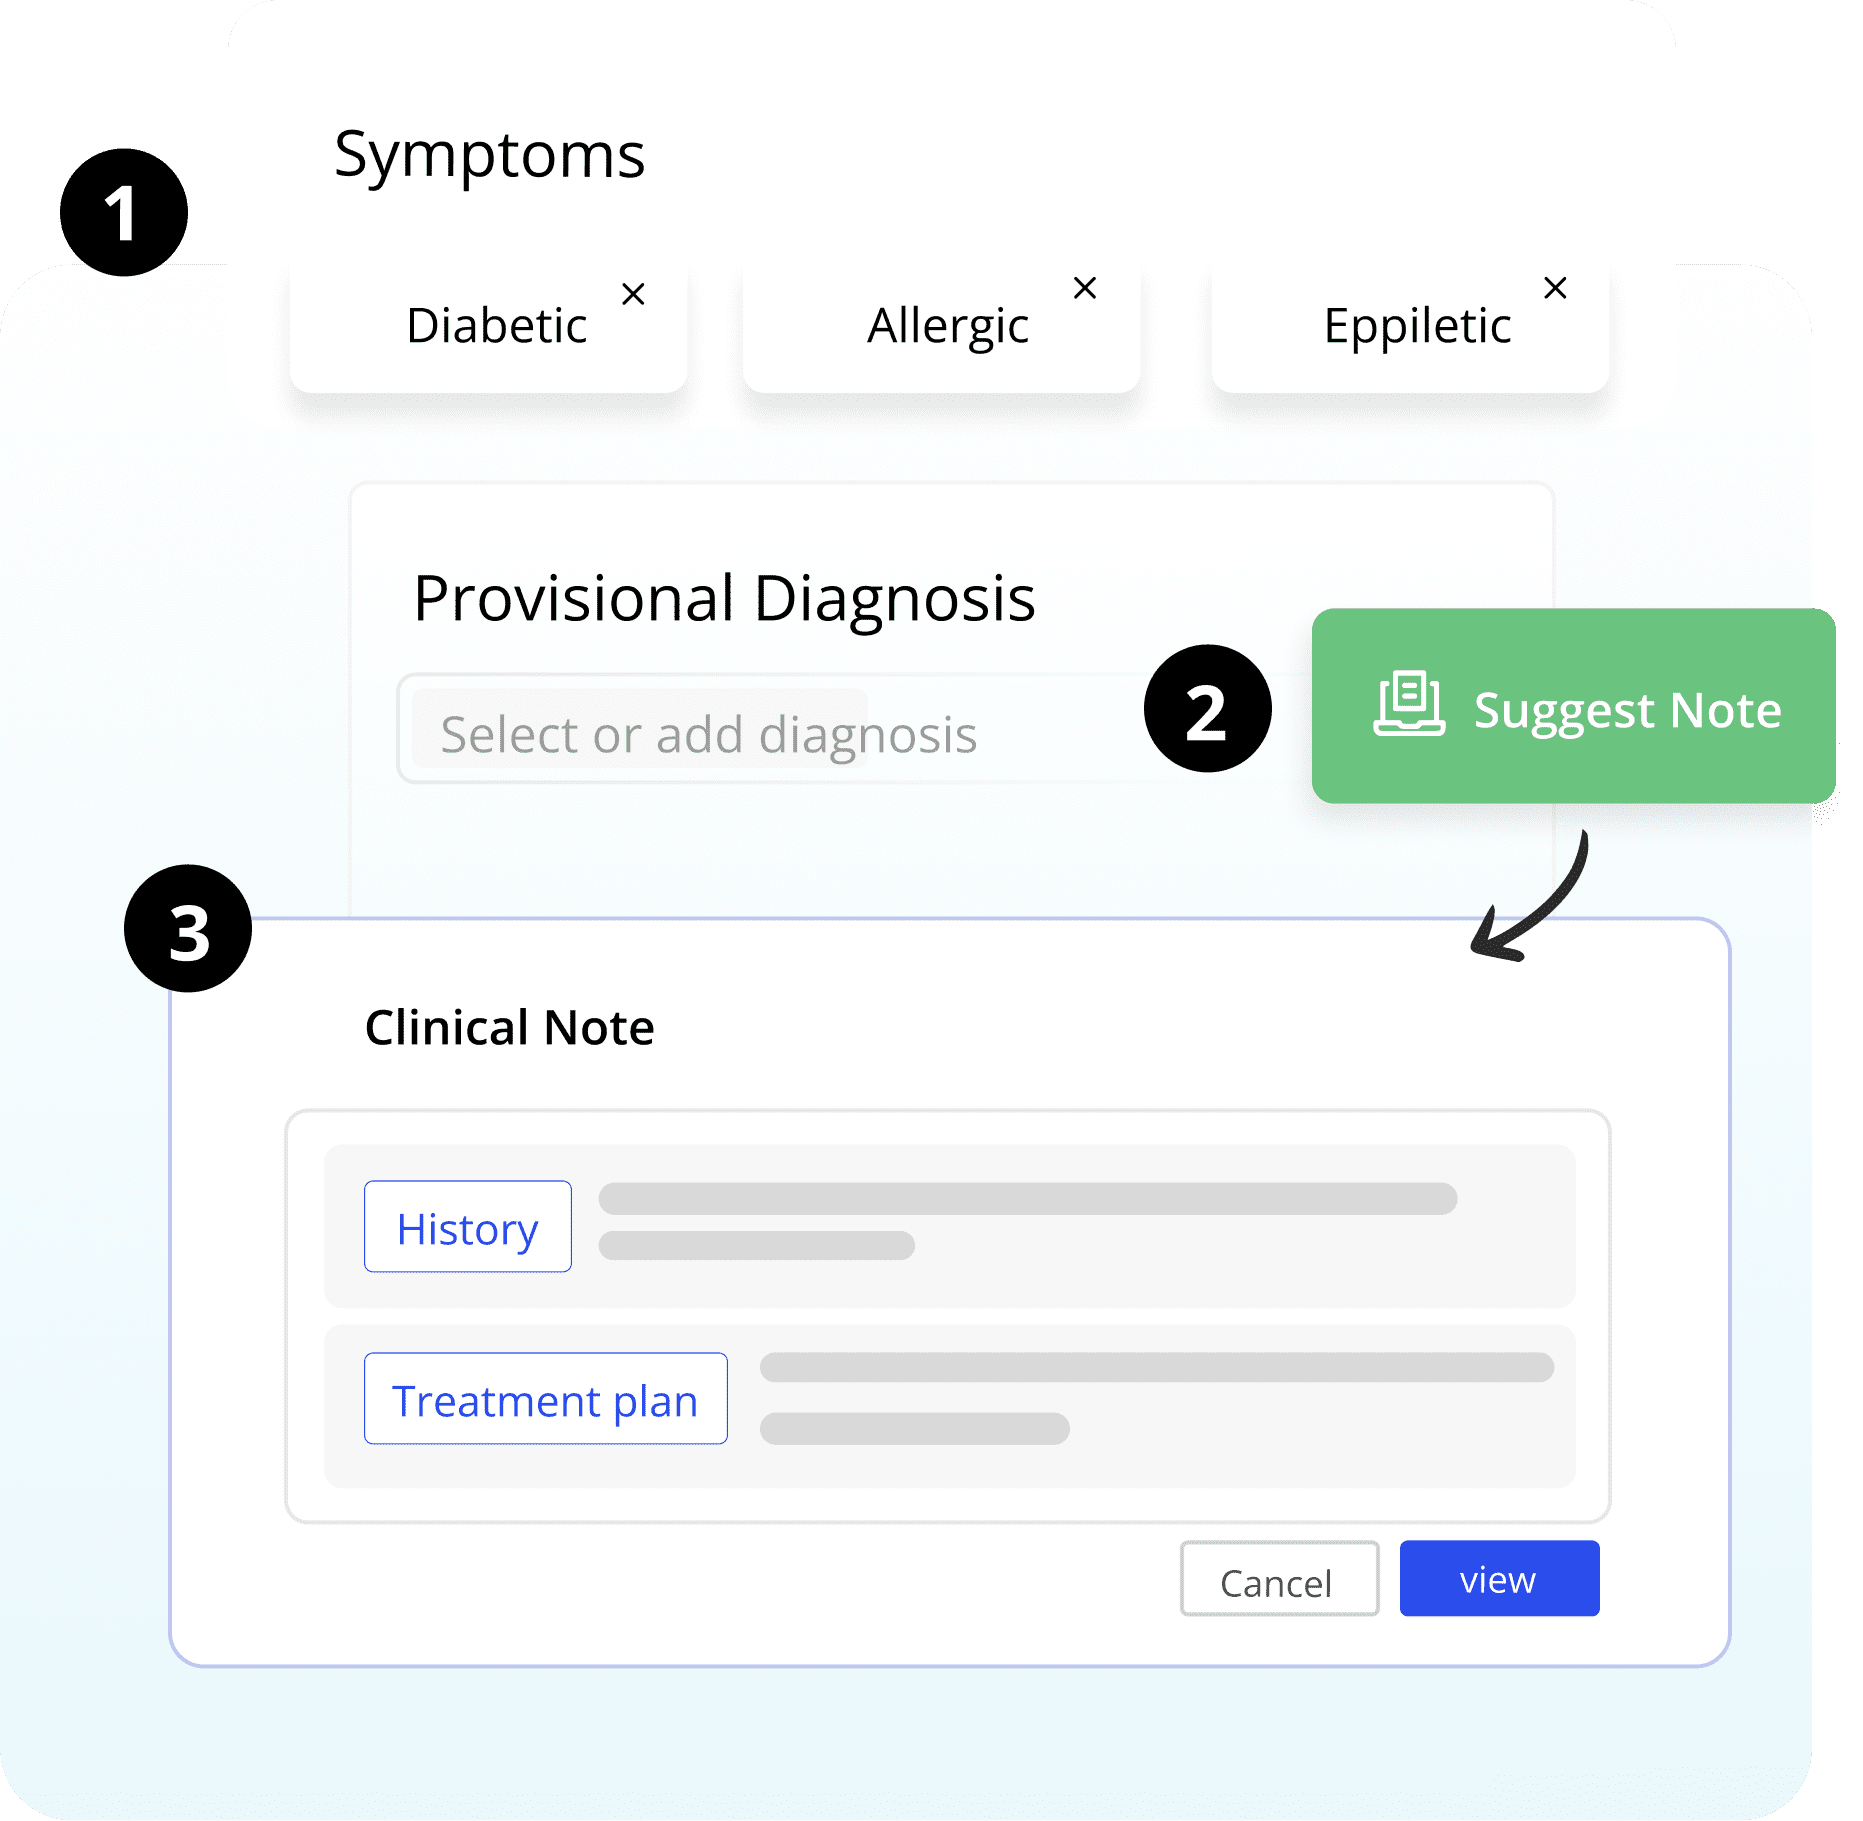 1
Symptoms
Diabetic
Allergic
Eppiletic
Provisional Diagnosis
Select or add diagnosis
2
Suggest Note
3
Clinical Note
History
Treatment plan
Cancel
view